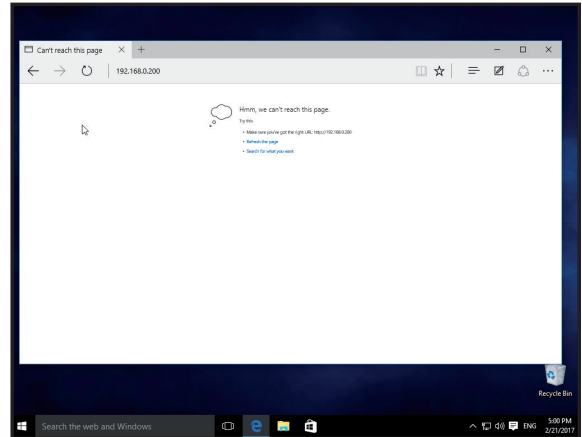 Can't reach this page
192.168.0.200
Hmm, we can't reach this page.
Try this
• Make sure you've got the right URL: http://192.168.0.200
• Refresh the page
• Search for what you want
Recycle Bin
Search the web and Windows
ENG
5:00 PM
2/21/2017